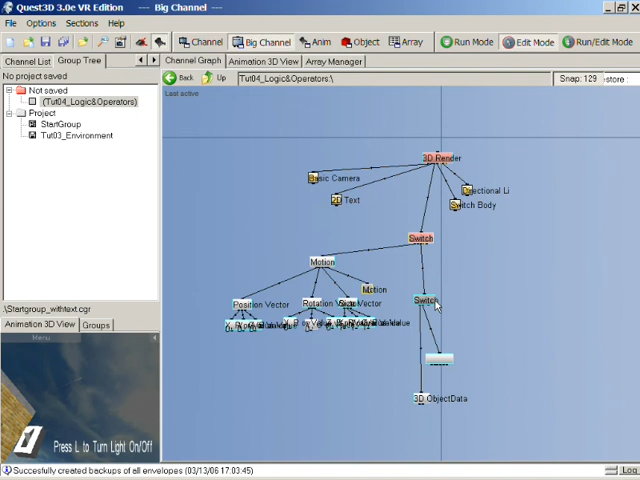 Quest3D 3.0e VR Edition - Big Channel
File Options Sections Help
Channel Big Channel Anim Object Array Run Mode Edit Mode Run/Edit Mode
Channel List Group Tree Channel Graph Animation 3D View Array Manager
No project saved
Back Up Tut04_Logic&Operators:\ Snap: 129 store :
Not saved
(Tut04_Logic&Operators)
Project
StartGroup
Tut03_Environment
Last active
3D Render
Basic Camera
2D Text
Directional Li
Switch Body
Switch
Motion
Motion
Switch
Position Vector Rotation Vector
3D ObjectData
.\Startgroup_withtext.cgr
Animation 3D View Groups
Menu
Press L to Turn Light On/Off
Succesfully created backups of all envelopes (03/13/06 17:03:45) Log